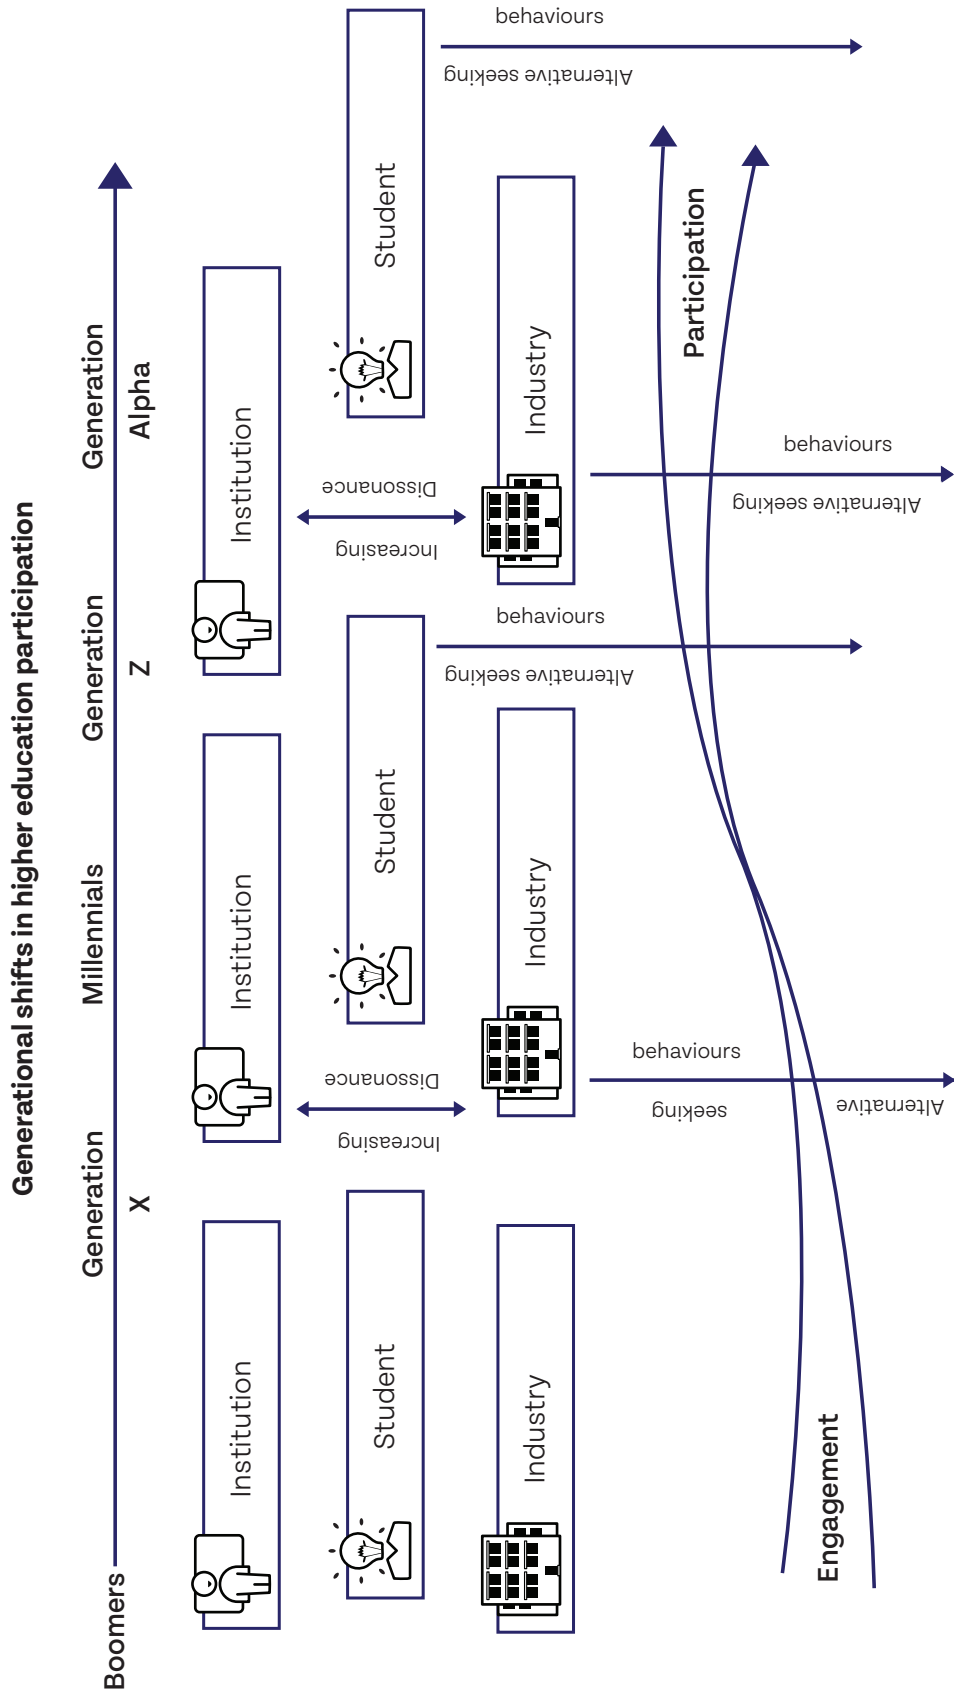 Generational shifts in higher education participation
Boomers
Generation
X
Millennials
Generation
Z
Generation
Alpha
Institution
Institution
Institution
Increasing
Dissonance
Increasing
Dissonance
Student
Student
Student
Alternative seeking
behaviours
Alternative seeking
behaviours
Industry
Industry
Industry
Alternative
seeking
behaviours
Alternative seeking
behaviours
Engagement
Participation